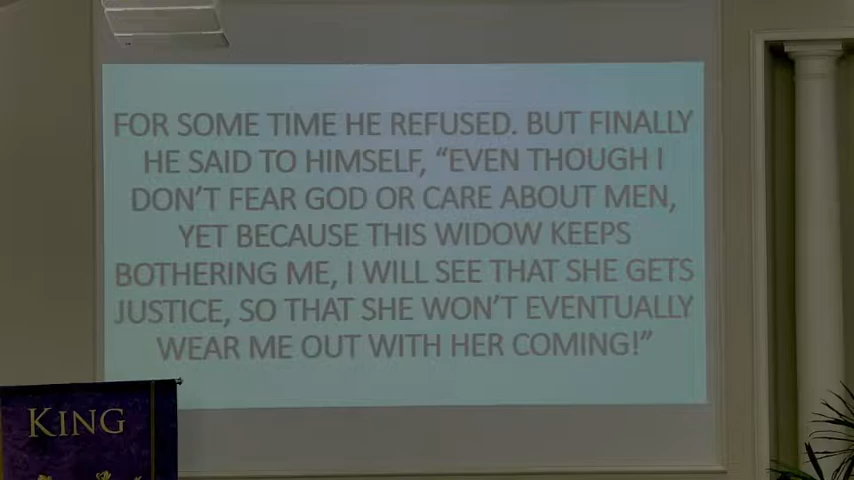 FOR SOME TIME HE REFUSED. BUT FINALLY
HE SAID TO HIMSELF, “EVEN THOUGH I
DON’T FEAR GOD OR CARE ABOUT MEN,
YET BECAUSE THIS WIDOW KEEPS
BOTHERING ME, I WILL SEE THAT SHE GETS
JUSTICE, SO THAT SHE WON’T EVENTUALLY
WEAR ME OUT WITH HER COMING!”
KING